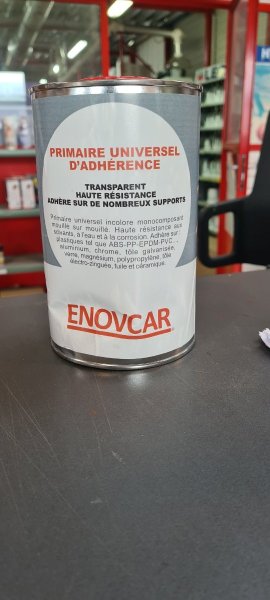 PRIMAIRE UNIVERSEL
D'ADHÉRENCE
TRANSPARENT
HAUTE RÉSISTANCE
ADHÈRE SUR DE NOMBREUX SUPPORTS
Primaire universel incolore monocomposant
mouillé sur mouillé. Haute résistance aux
solvants, a l'eau et à la corrosion. Adhère sur :
plastiques tel que ABS-PP-EPDM-PVC...,
aluminium, chrome, tôle galvanisée,
verre, magnésium, polypropylène, tôle
électro-zinguée, tuile et céramique.
ENOVCAR